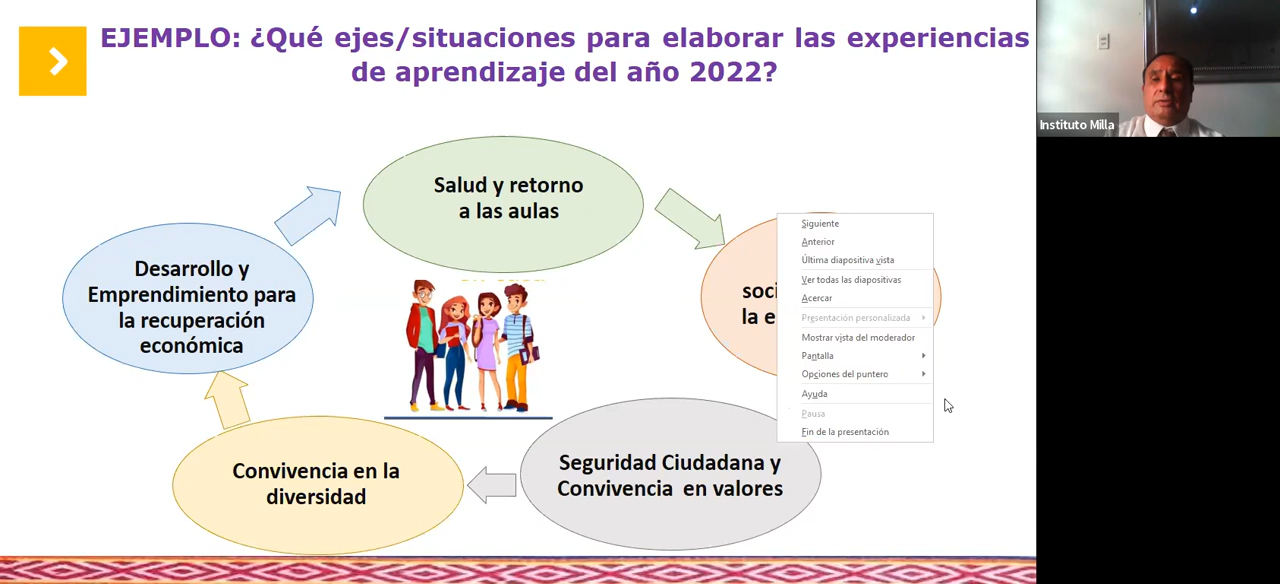 EJEMPLO: ¿Qué ejes/situaciones para elaborar las experiencias
de aprendizaje del año 2022?
Instituto Milla
Salud y retorno
a las aulas
Desarrollo y
Emprendimiento para
la recuperación
económica
Siguiente
Anterior
Última diapositiva vista
Ver todas las diapositivas
Acercar
Presentación personalizada
Mostrar vista del moderador
Pantalla
Opciones del puntero
Ayuda
Pausa
Fin de la presentación
la
Convivencia en la
diversidad
Seguridad Ciudadana y
Convivencia en valores